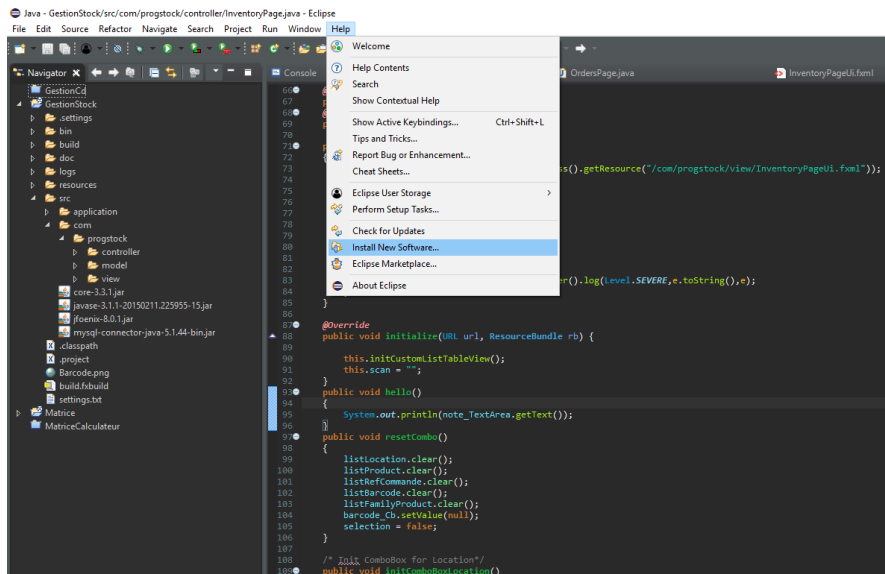 Java - GestionStock/src/com/progstock/controller/InventoryPage.java - Eclipse
File Edit Source Refactor Navigate Search Project Run Window Help
Welcome
Help Contents
Search
Show Contextual Help
Show Active Keybindings... Ctrl+Shift+L
Tips and Tricks...
Report Bug or Enhancement...
Cheat Sheets...
Eclipse User Storage
Perform Setup Tasks...
Check for Updates
Install New Software...
Eclipse Marketplace...
About Eclipse
Navigator
GestionCd
GestionStock
.settings
bin
build
doc
logs
resources
src
application
com
progstock
controller
model
view
core-3.3.1.jar
javase-3.1.1-20150211.225955-15.jar
jfoenix-8.0.1.jar
mysql-connector-java-5.1.44-bin.jar
.classpath
.project
Barcode.png
build.fxbuild
settings.txt
Matrice
MatriceCalculateur
Console
OrdersPage.java
InventoryPageUi.fxml
66
67
68
69
70
71
72
73 ss().getResource("/com/progstock/view/InventoryPageUi.fxml"));
74
75
76
77
78
79
80
81
82
83 er().log(Level.SEVERE,e.toString(),e);
84
85 }
86
87 @Override
88 public void initialize(URL url, ResourceBundle rb) {
89
90 this.initCustomListTableView();
91 this.scan = "";
92 }
93 public void hello()
94 {
95 System.out.println(note_TextArea.getText());
96 }
97 public void resetCombo()
98 {
99 listLocation.clear();
100 listProduct.clear();
101 listRefCommande.clear();
102 listBarcode.clear();
103 listFamilyProduct.clear();
104 barcode_Cb.setValue(null);
105 selection = false;
106 }
107
108 /* Init ComboBox for Location*/
109 public void initComboBoxLocation()